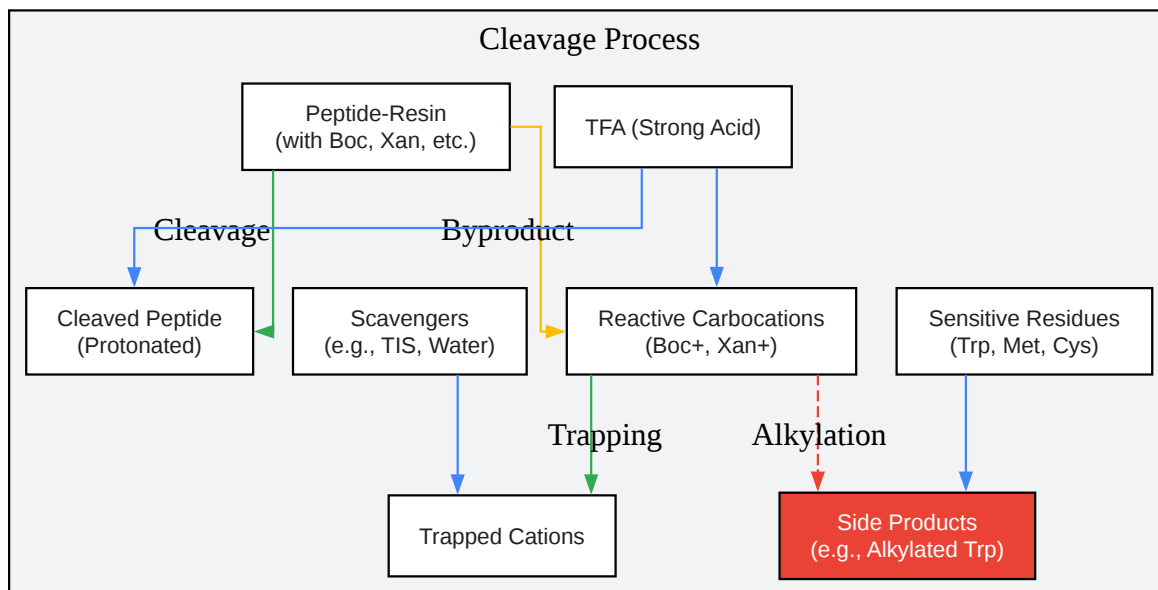 Cleavage Process
Peptide-Resin
(with Boc, Xan, etc.)
TFA (Strong Acid)
Cleavage
Byproduct
Cleaved Peptide
(Protonated)
Scavengers
(e.g., TIS, Water)
Reactive Carbocations
(Boc+, Xan+)
Sensitive Residues
(Trp, Met, Cys)
Trapping
Alkylation
Trapped Cations
Side Products
(e.g., Alkylated Trp)